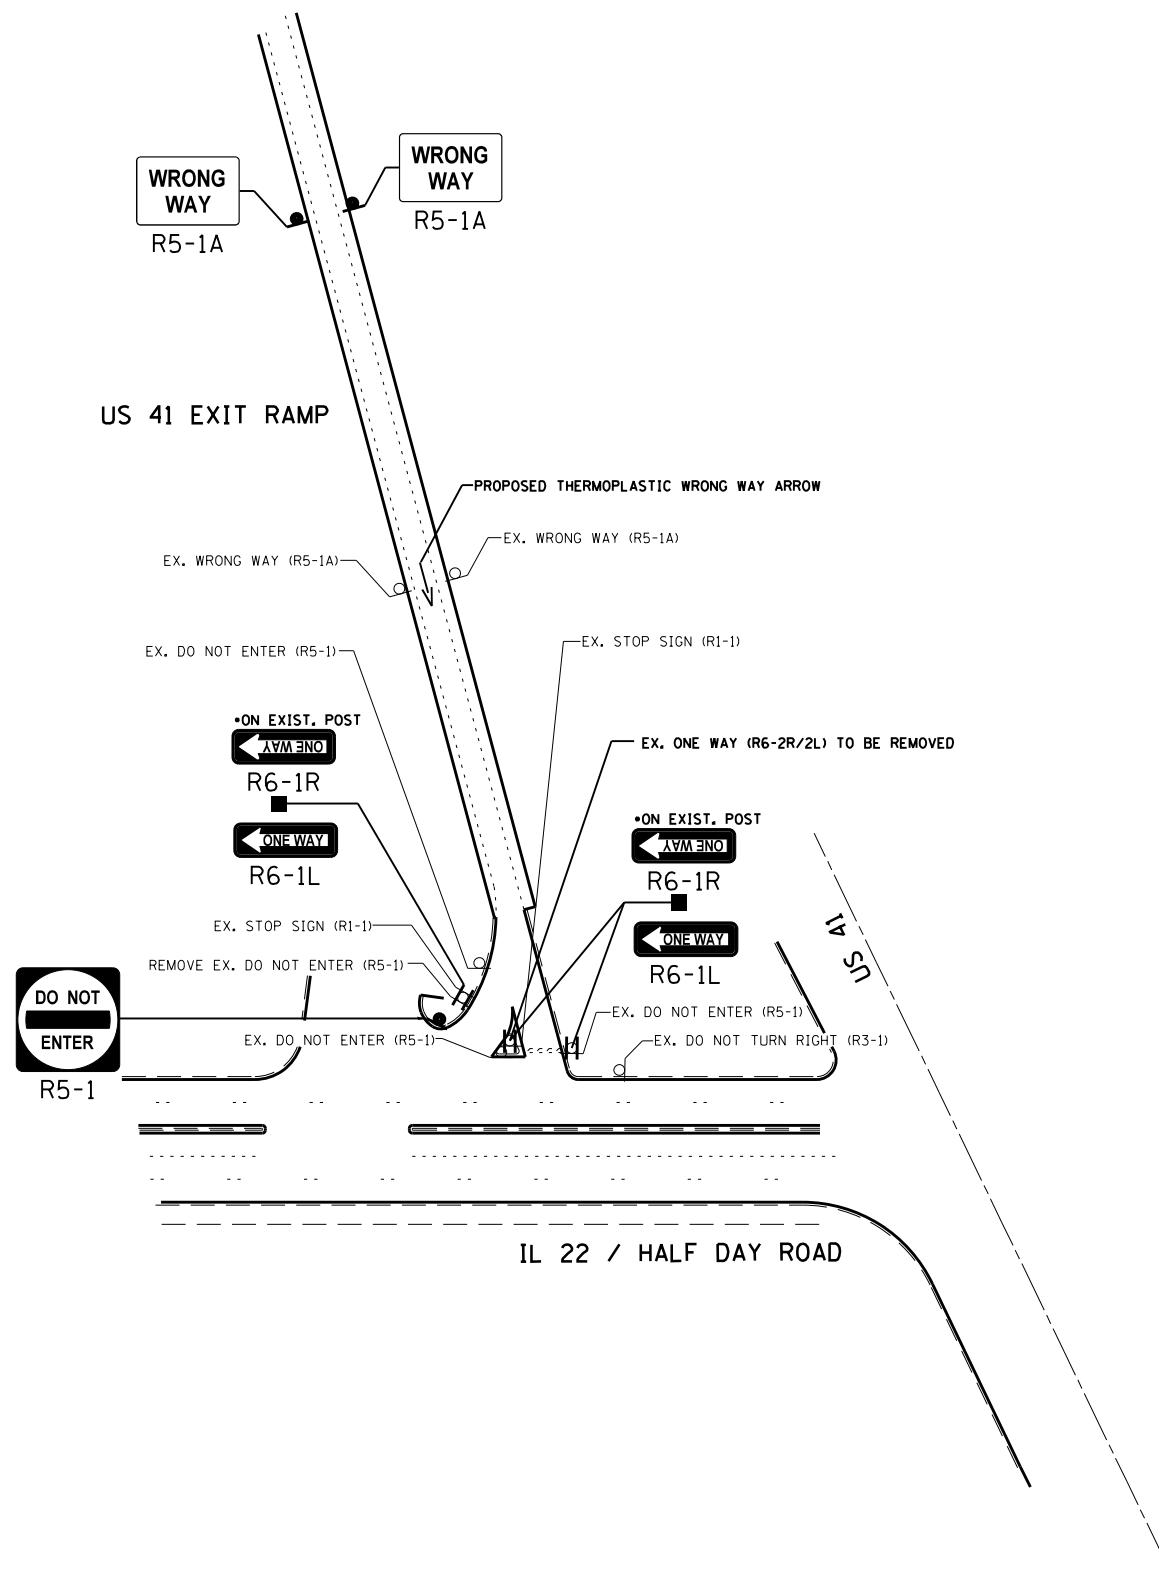 WRONG
WAY
R5-1A
WRONG
WAY
R5-1A
US 41 EXIT RAMP
PROPOSED THERMOPLASTIC WRONG WAY ARROW
EX. WRONG WAY (R5-1A)
EX. WRONG WAY (R5-1A)
EX. STOP SIGN (R1-1)
EX. DO NOT ENTER (R5-1)
•ON EXIST. POST
ONE WAY
R6-1R
EX. ONE WAY (R6-2R/2L) TO BE REMOVED
ONE WAY
R6-1L
•ON EXIST. POST
ONE WAY
R6-1R
ONE WAY
R6-1L
US 41
EX. STOP SIGN (R1-1)
REMOVE EX. DO NOT ENTER (R5-1)
DO NOT
ENTER
R5-1
EX. DO NOT ENTER (R5-1)
EX. DO NOT ENTER (R5-1)
EX. DO NOT TURN RIGHT (R3-1)
IL 22 / HALF DAY ROAD